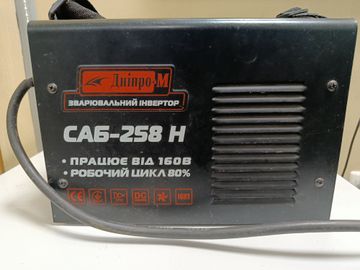 Дніпро-М
ЗВАРЮВАЛЬНИЙ ІНВЕРТОР
САБ-258 Н
• ПРАЦЮЄ ВІД 160В
• РОБОЧИЙ ЦИКЛ 80%